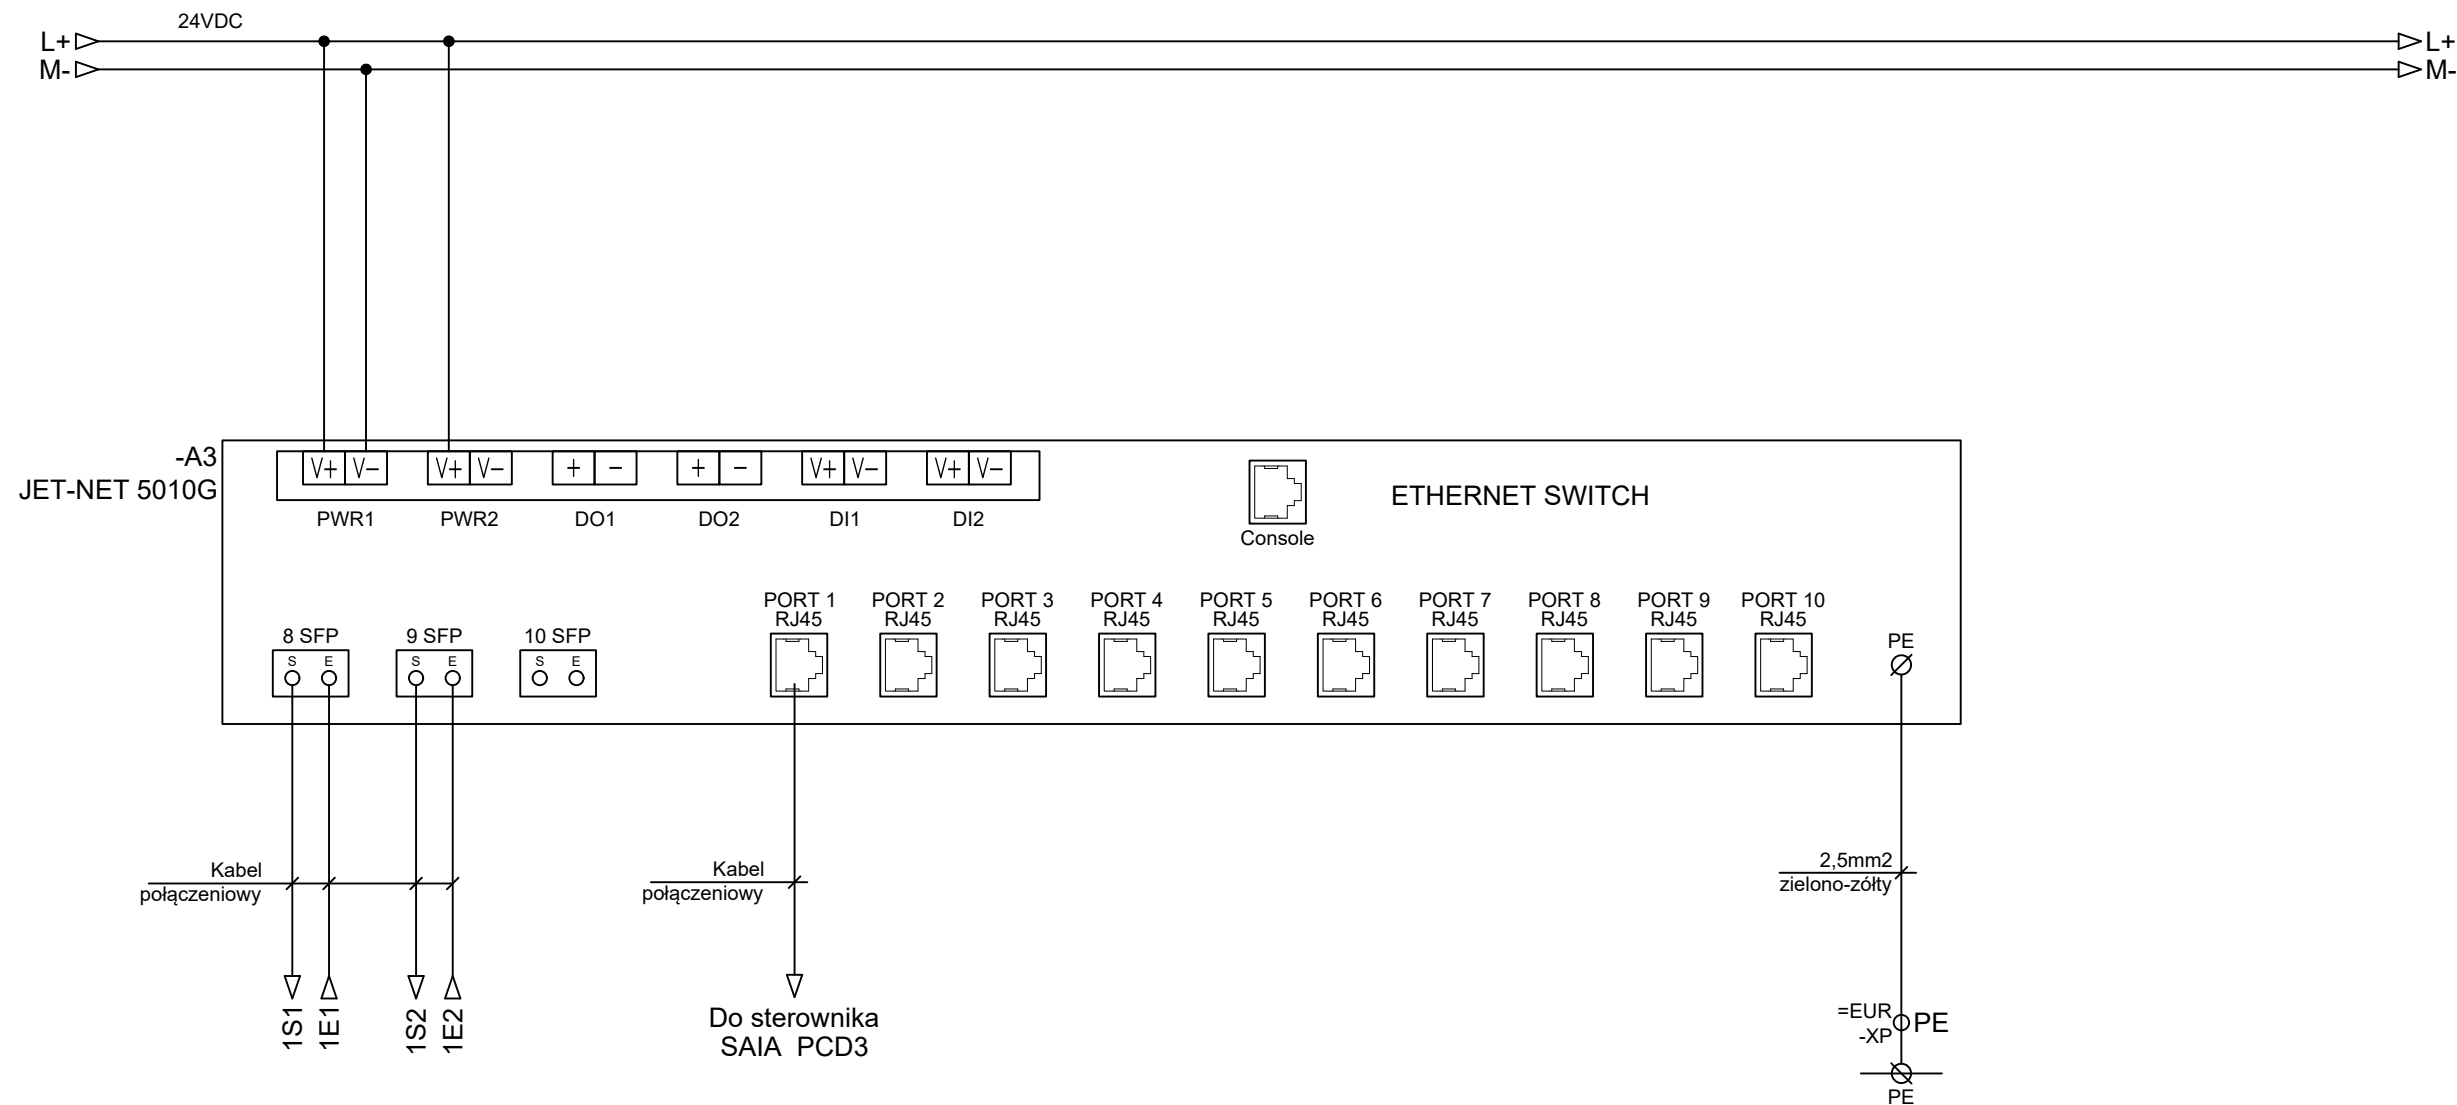 24VDC
L+ L+
M- M-
-A3
JET-NET 5010G
V+ V- V+ V- + - + - V+ V- V+ V-
PWR1 PWR2 DO1 DO2 DI1 DI2
ETHERNET SWITCH
Console
PORT 1 PORT 2 PORT 3 PORT 4 PORT 5 PORT 6 PORT 7 PORT 8 PORT 9 PORT 10
RJ45 RJ45 RJ45 RJ45 RJ45 RJ45 RJ45 RJ45 RJ45 RJ45
8 SFP 9 SFP 10 SFP
S E S E S E
PE
Kabel
połączeniowy
Kabel
połączeniowy
2,5mm2
zielono-zółty
1S1 1E1 1S2 1E2
Do sterownika
SAIA PCD3
=EUR
-XP
PE
PE